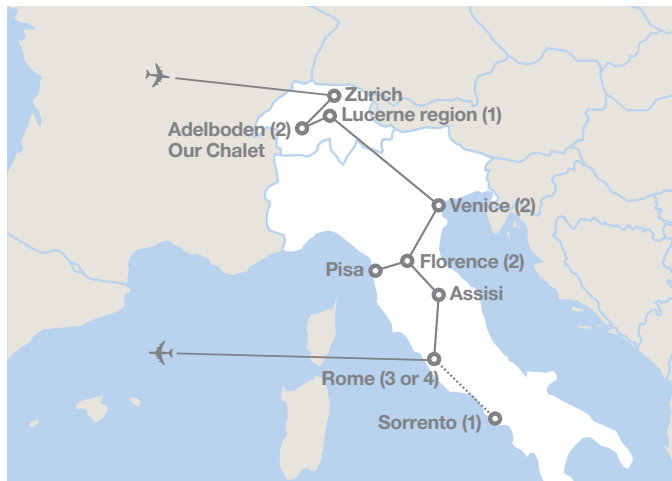 Zurich
Lucerne region (1)
Adelboden (2)
Our Chalet
Venice (2)
Florence (2)
Pisa
Assisi
Rome (3 or 4)
Sorrento (1)